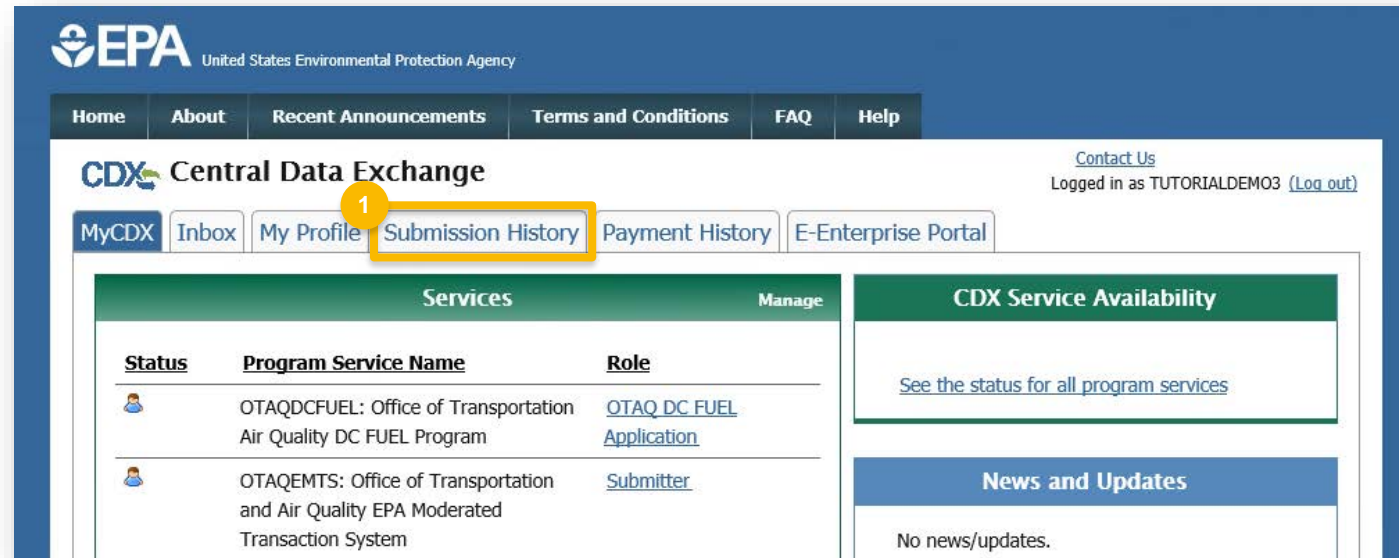 EPA United States Environmental Protection Agency
Home About Recent Announcements Terms and Conditions FAQ Help
CDX Central Data Exchange
Contact Us
Logged in as TUTORIALDEMO3 (Log out)
1
MyCDX Inbox My Profile Submission History Payment History E-Enterprise Portal
Services Manage
Status Program Service Name Role
OTAQDCFUEL: Office of Transportation
Air Quality DC FUEL Program
OTAQ DC FUEL
Application
OTAQEMTS: Office of Transportation
and Air Quality EPA Moderated
Transaction System
Submitter
CDX Service Availability
See the status for all program services
News and Updates
No news/updates.